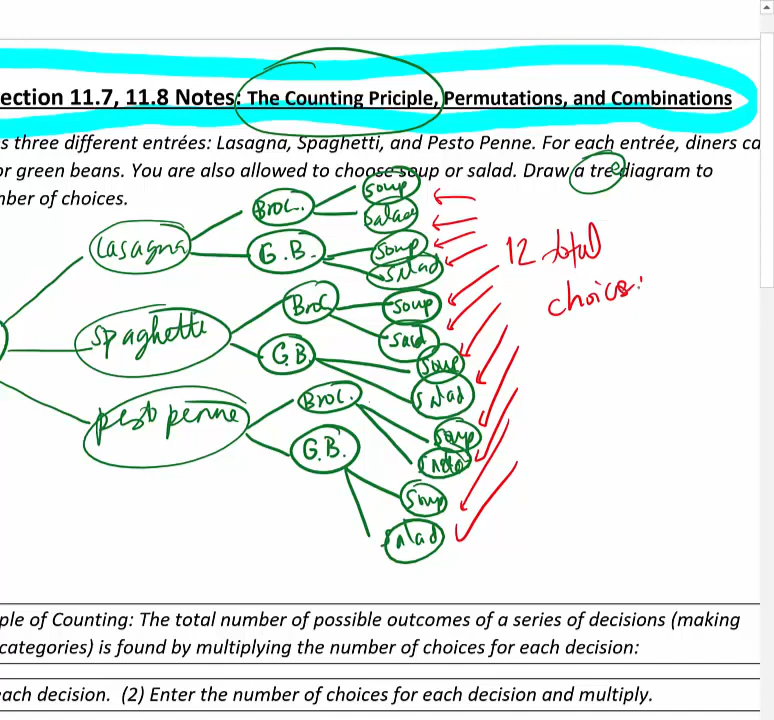 ection 11.7, 11.8 Notes: The Counting Priciple, Permutations, and Combinations
s three different entrées: Lasagna, Spaghetti, and Pesto Penne. For each entrée, diners ca
or green beans. You are also allowed to choose soup or salad. Draw a tree diagram to
nber of choices.
Lasagna
Broc.
Soup
Salad
G.B.
Soup
Salad
12 total
choices.
Spaghetti
Broc
Soup
G.B.
Soup
Salad
pesto penne
Broc.
Soup
G.B.
Soup
Salad
ple of Counting: The total number of possible outcomes of a series of decisions (making
categories) is found by multiplying the number of choices for each decision:
each decision. (2) Enter the number of choices for each decision and multiply.